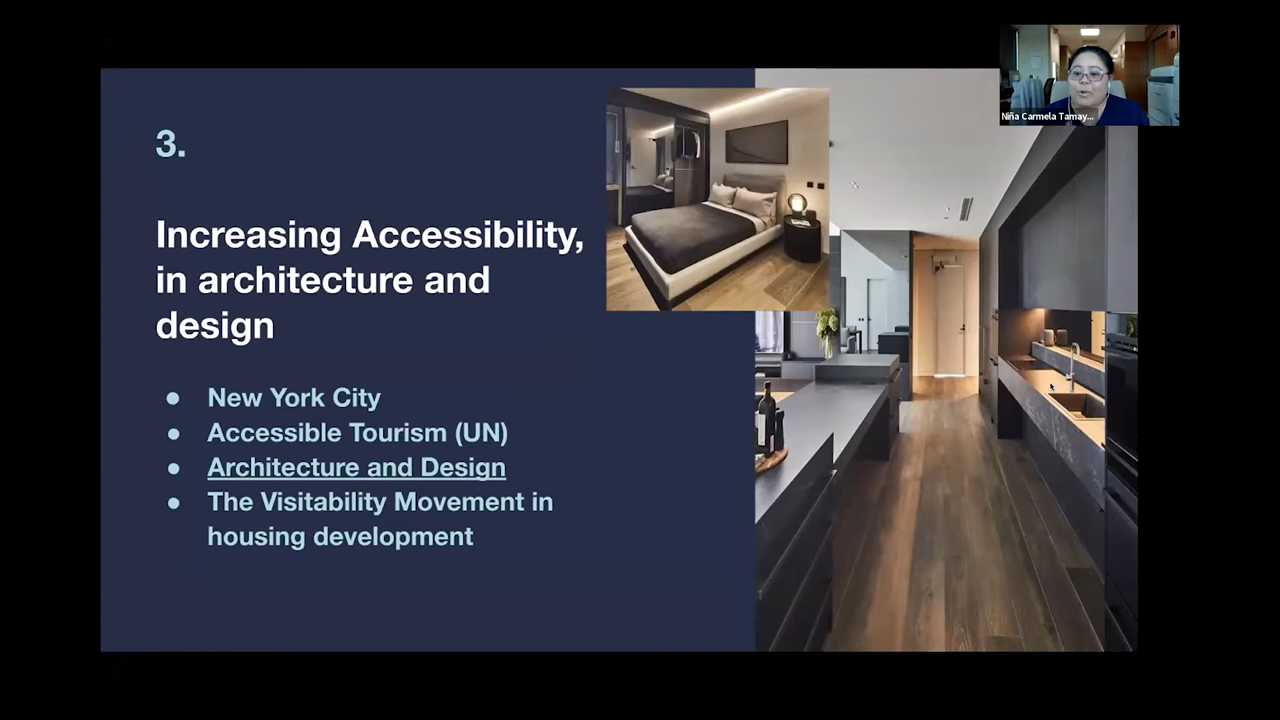 3.
Increasing Accessibility,
in architecture and
design
● New York City
● Accessible Tourism (UN)
● Architecture and Design
● The Visitability Movement in
housing development
Niña Carmela Tamay...